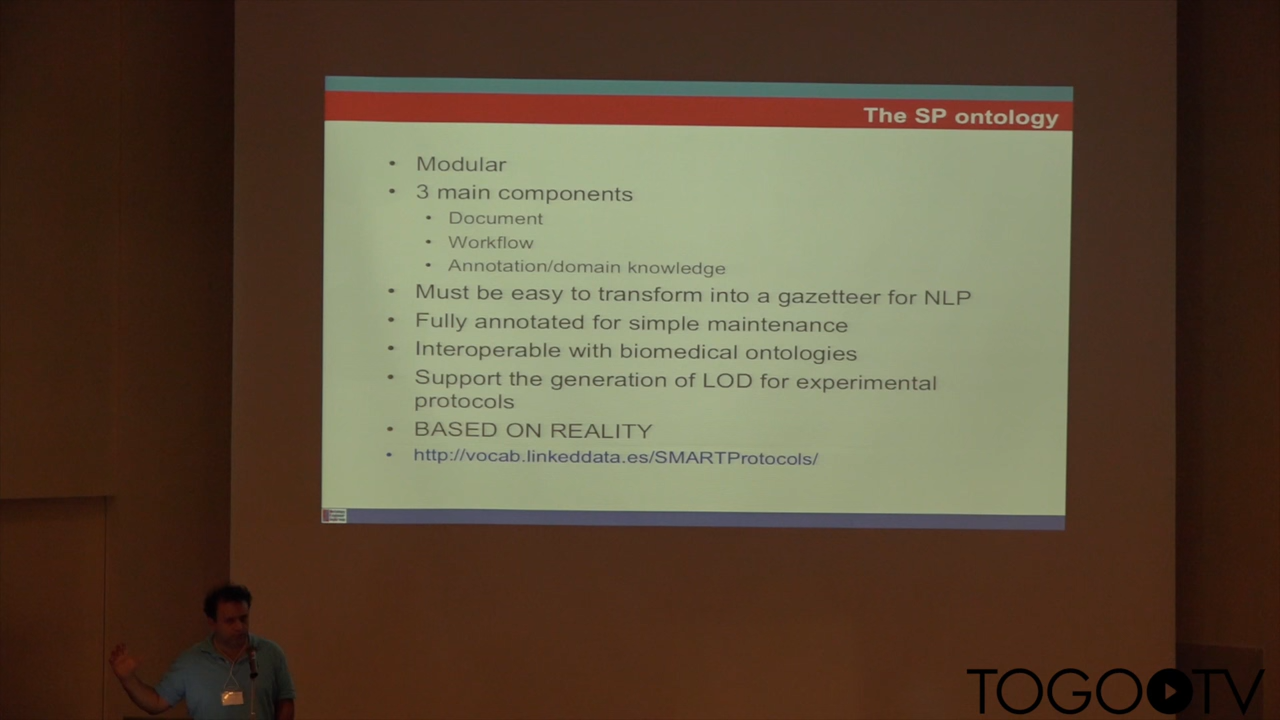 The SP ontology
• Modular
• 3 main components
• Document
• Workflow
• Annotation/domain knowledge
• Must be easy to transform into a gazetteer for NLP
• Fully annotated for simple maintenance
• Interoperable with biomedical ontologies
• Support the generation of LOD for experimental
protocols
• BASED ON REALITY
• http://vocab.linkeddata.es/SMARTProtocols/
TOGO TV